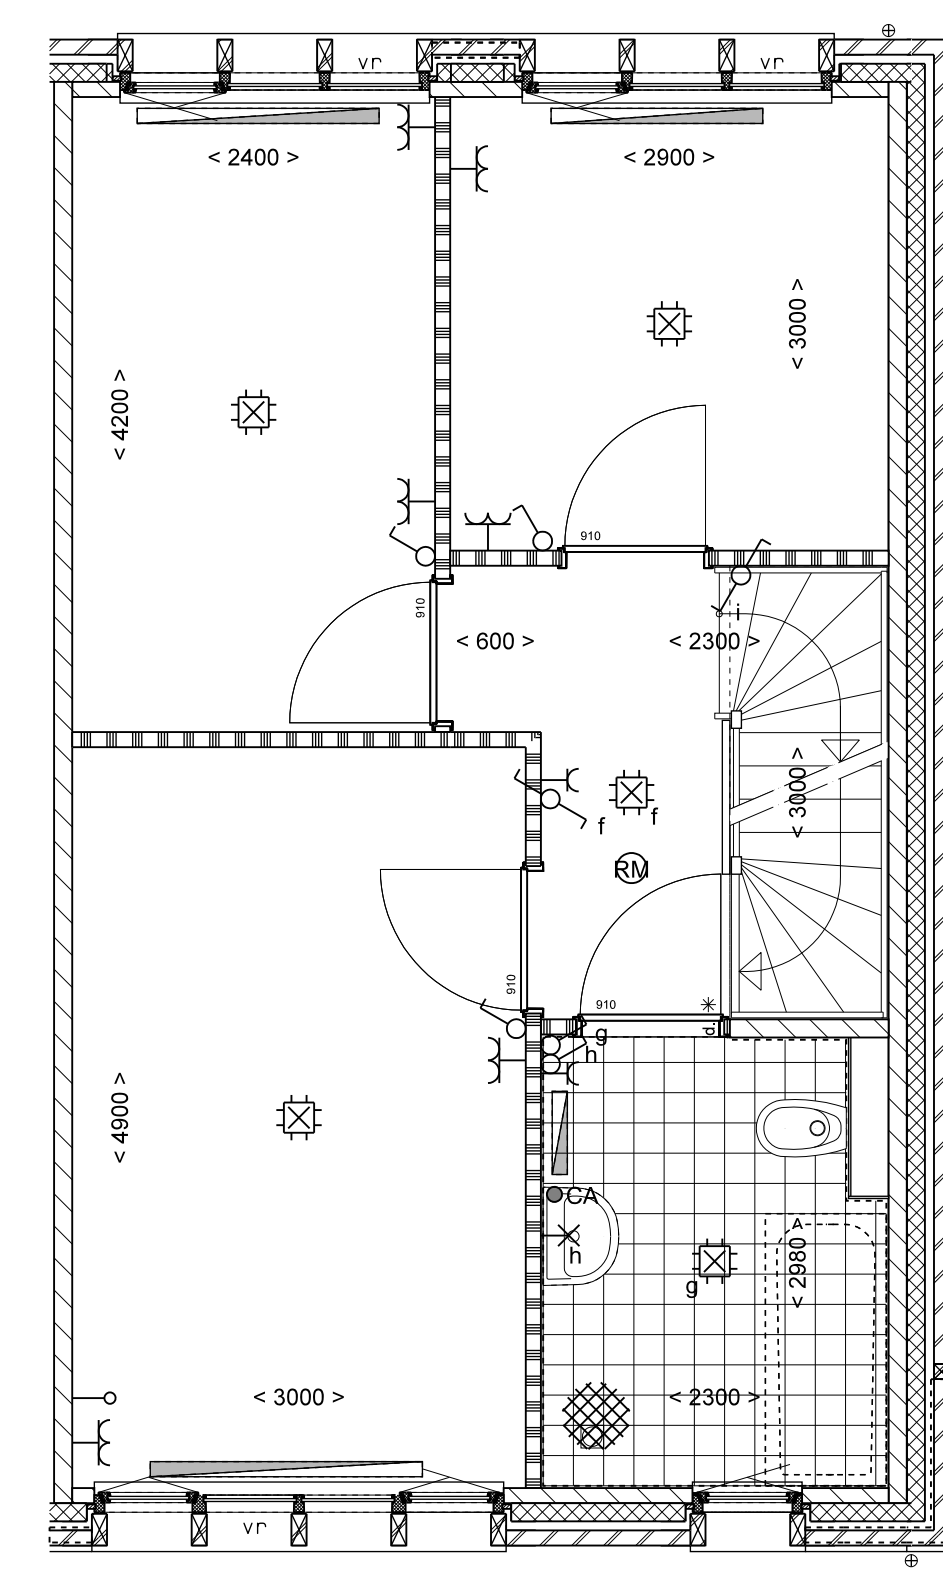 vr
vr
< 2400 >
< 2900 >
< 3000 >
< 4200 >
910
910
i
< 600 >
< 2300 >
< 3000 >
f
f
RM
910
910
d.
g
h
< 4900 >
CA
h
g
< 2980 >
< 3000 >
< 2300 >
vr